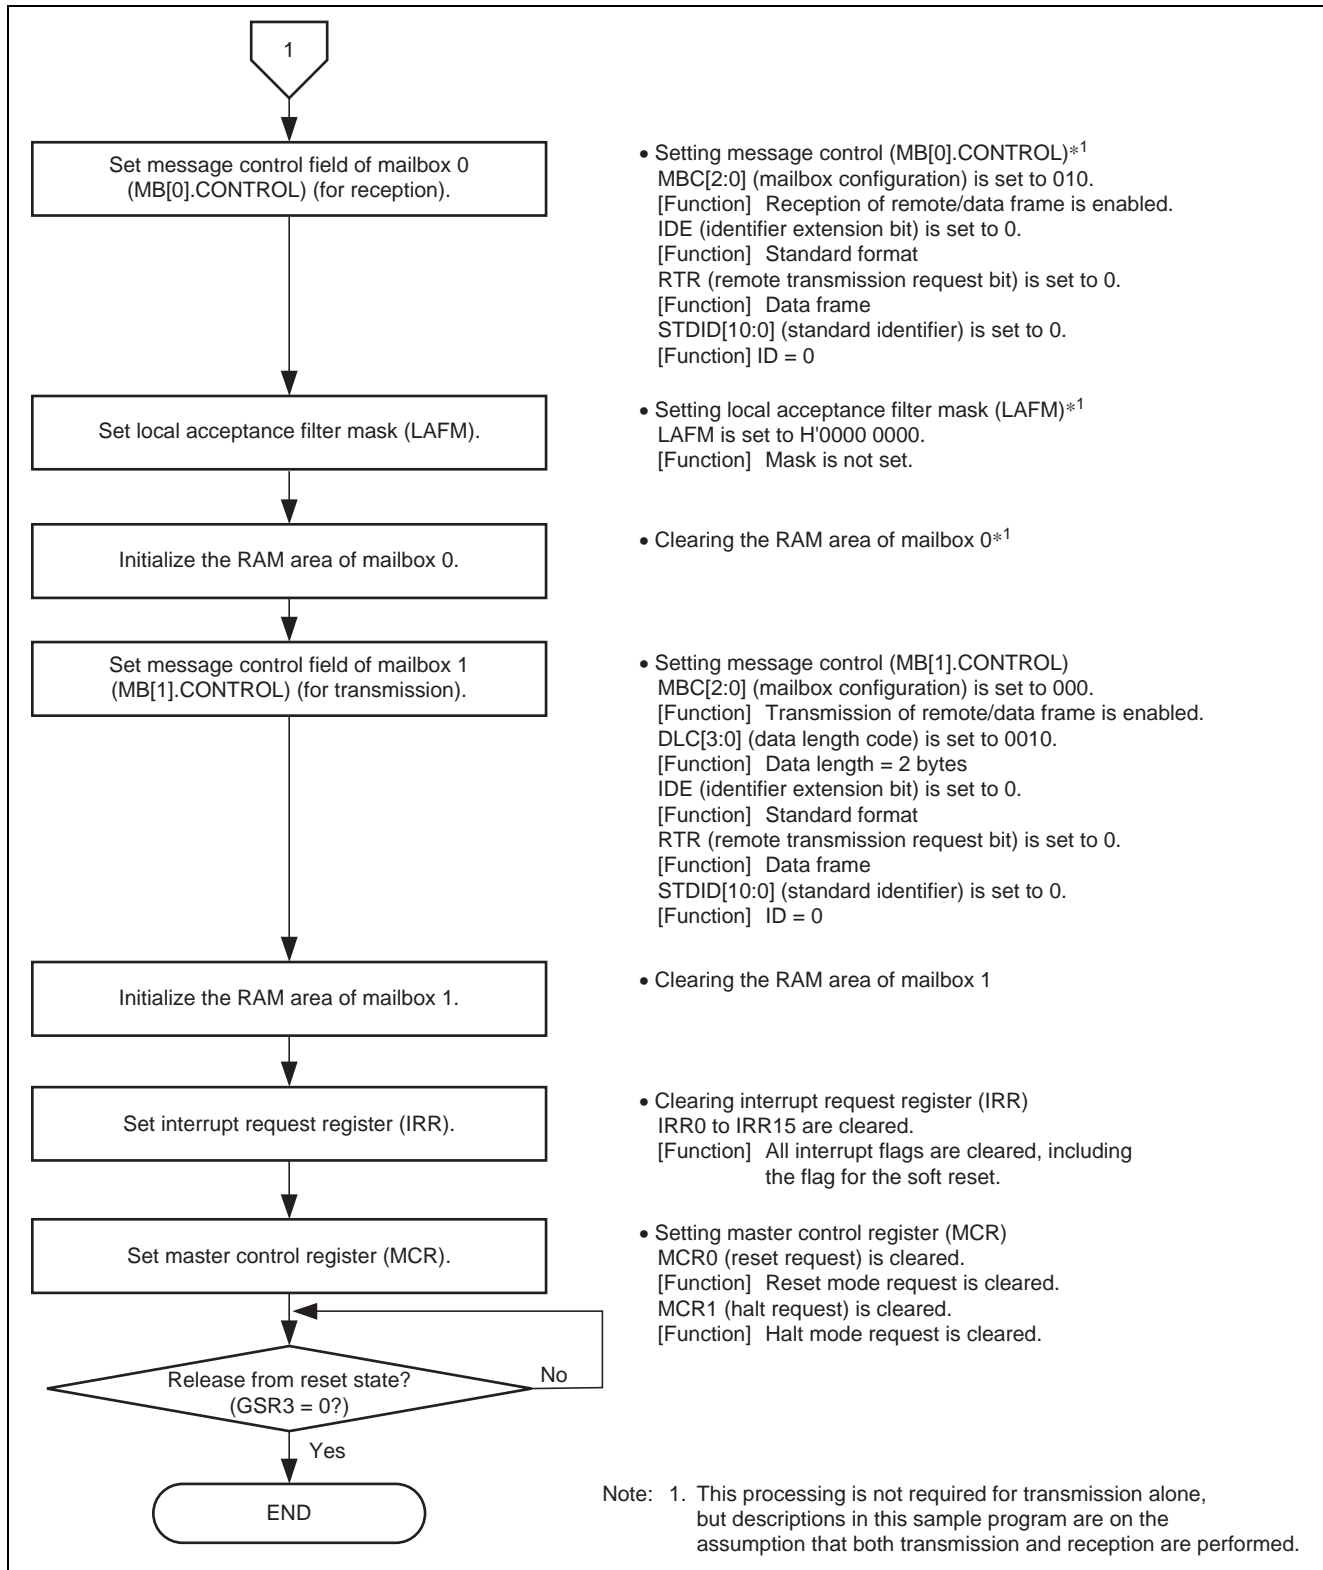 1
Set message control field of mailbox 0
(MB[0].CONTROL) (for reception).
• Setting message control (MB[0].CONTROL)*1
MBC[2:0] (mailbox configuration) is set to 010.
[Function] Reception of remote/data frame is enabled.
IDE (identifier extension bit) is set to 0.
[Function] Standard format
RTR (remote transmission request bit) is set to 0.
[Function] Data frame
STDID[10:0] (standard identifier) is set to 0.
[Function] ID = 0
Set local acceptance filter mask (LAFM).
• Setting local acceptance filter mask (LAFM)*1
LAFM is set to H'0000 0000.
[Function] Mask is not set.
Initialize the RAM area of mailbox 0.
• Clearing the RAM area of mailbox 0*1
Set message control field of mailbox 1
(MB[1].CONTROL) (for transmission).
• Setting message control (MB[1].CONTROL)
MBC[2:0] (mailbox configuration) is set to 000.
[Function] Transmission of remote/data frame is enabled.
DLC[3:0] (data length code) is set to 0010.
[Function] Data length = 2 bytes
IDE (identifier extension bit) is set to 0.
[Function] Standard format
RTR (remote transmission request bit) is set to 0.
[Function] Data frame
STDID[10:0] (standard identifier) is set to 0.
[Function] ID = 0
Initialize the RAM area of mailbox 1.
• Clearing the RAM area of mailbox 1
Set interrupt request register (IRR).
• Clearing interrupt request register (IRR)
IRR0 to IRR15 are cleared.
[Function] All interrupt flags are cleared, including
the flag for the soft reset.
Set master control register (MCR).
• Setting master control register (MCR)
MCR0 (reset request) is cleared.
[Function] Reset mode request is cleared.
MCR1 (halt request) is cleared.
[Function] Halt mode request is cleared.
Release from reset state?
(GSR3 = 0?)
No
Yes
END
Note: 1. This processing is not required for transmission alone,
but descriptions in this sample program are on the
assumption that both transmission and reception are performed.